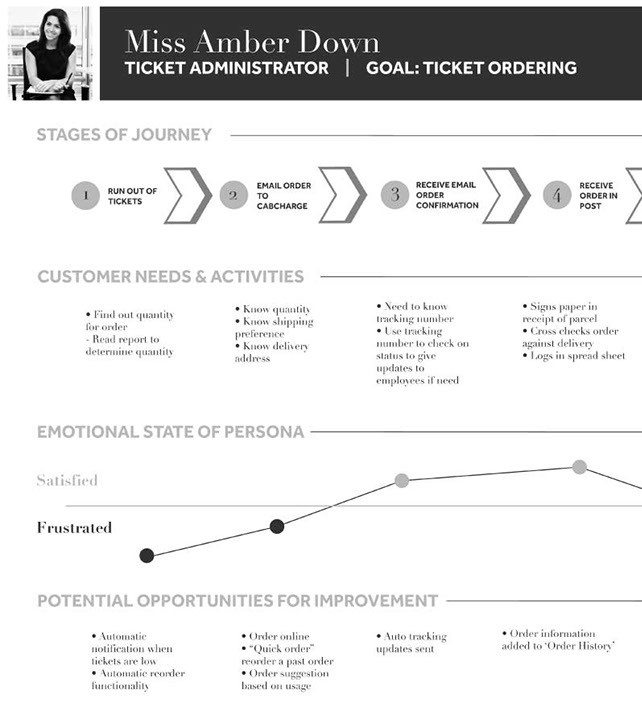 Miss Amber Down
TICKET ADMINISTRATOR | GOAL: TICKET ORDERING
STAGES OF JOURNEY
1
RUN OUT OF
TICKETS
2
EMAIL ORDER
TO
CABCHARGE
3
RECEIVE EMAIL
ORDER
CONFIRMATION
4
RECEIVE
ORDER IN
POST
CUSTOMER NEEDS & ACTIVITIES
• Find out quantity
for order
- Read report to
determine quantity
• Know quantity
• Know shipping
preference
• Know delivery
address
• Need to know
tracking number
• Use tracking
number to check on
status to give
updates to
employees if need
• Signs paper in
receipt of parcel
• Cross checks order
against delivery
• Logs in spread sheet
EMOTIONAL STATE OF PERSONA
Satisfied
Frustrated
POTENTIAL OPPORTUNITIES FOR IMPROVEMENT
• Automatic
notification when
tickets are low
• Automatic reorder
functionality
• Order online
• “Quick order”
reorder a past order
• Order suggestion
based on usage
• Auto tracking
updates sent
• Order information
added to ‘Order History’